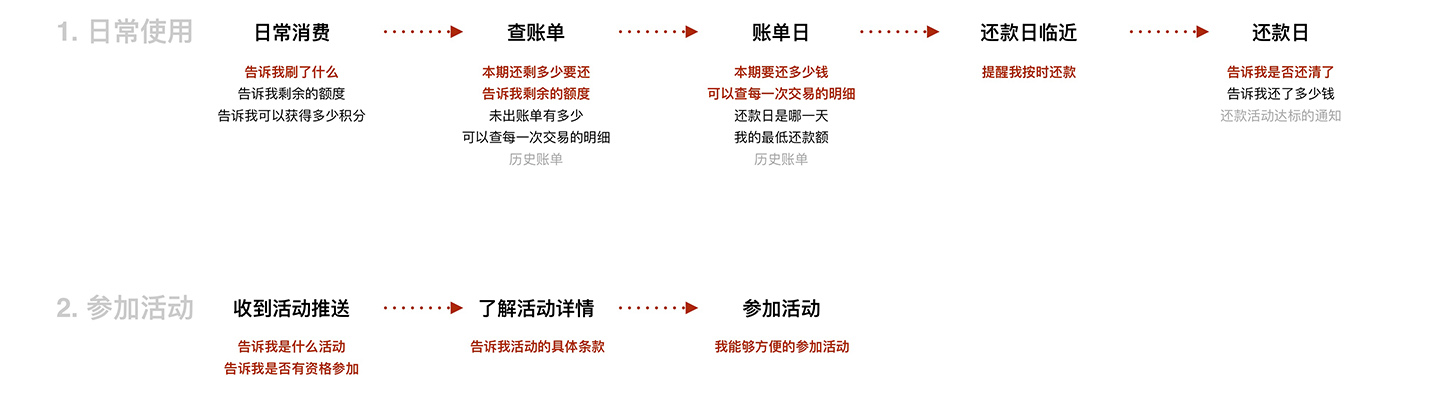 1. 日常使用
日常消费
告诉我刷了什么
告诉我剩余的额度
告诉我可以获得多少积分
查账单
本期还剩多少要还
告诉我剩余的额度
未出账单有多少
可以查每一次交易的明细
历史账单
账单日
本期要还多少钱
可以查每一次交易的明细
还款日是哪一天
我的最低还款额
历史账单
还款日临近
提醒我按时还款
还款日
告诉我是否还清了
告诉我还了多少钱
还款活动达标的通知
2. 参加活动
收到活动推送
告诉我是什么活动
告诉我是否有资格参加
了解活动详情
告诉我活动的具体条款
参加活动
我能够方便的参加活动